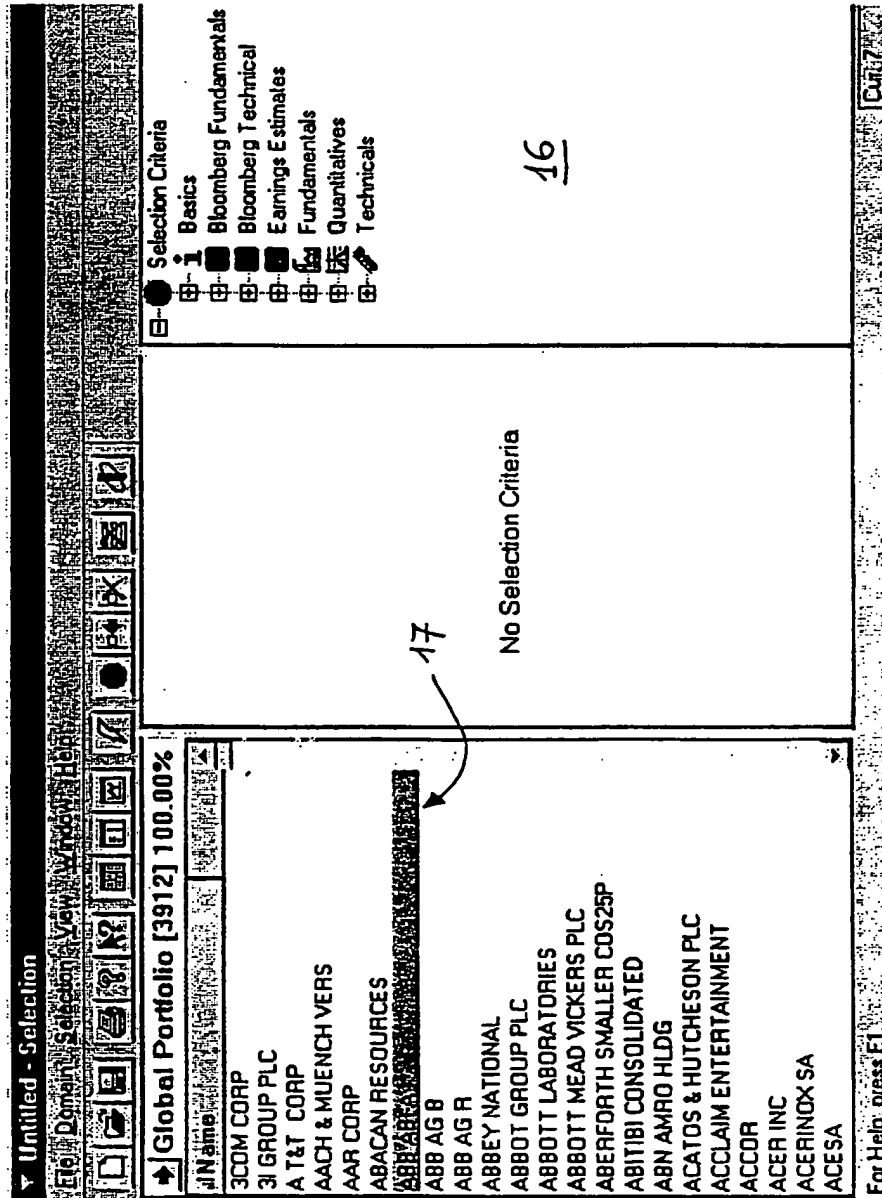 Untitled - Selection
File Domain Selection View Window Help
Global Portfolio [3912] 100.00%
Name
3COM CORP
3I GROUP PLC
A T&T CORP
AACH & MUENCH VERS
AAR CORP
ABACAN RESOURCES
ABB AG B
ABB AG R
ABBEY NATIONAL
ABBOT GROUP PLC
ABBOTT LABORATORIES
ABBOTT MEAD VICKERS PLC
ABERFORTH SMALLER COS25P
ABITIBI CONSOLIDATED
ABN AMRO HLDG
ACATOS & HUTCHESON PLC
ACCLAIM ENTERTAINMENT
ACCOR
ACER INC
ACERINOX SA
ACESA
17
No Selection Criteria
Selection Criteria
Basics
Bloomberg Fundamentals
Bloomberg Technical
Earnings Estimates
Fundamentals
Quantitatives
Technicals
16
For Help, press F1
Curr 7